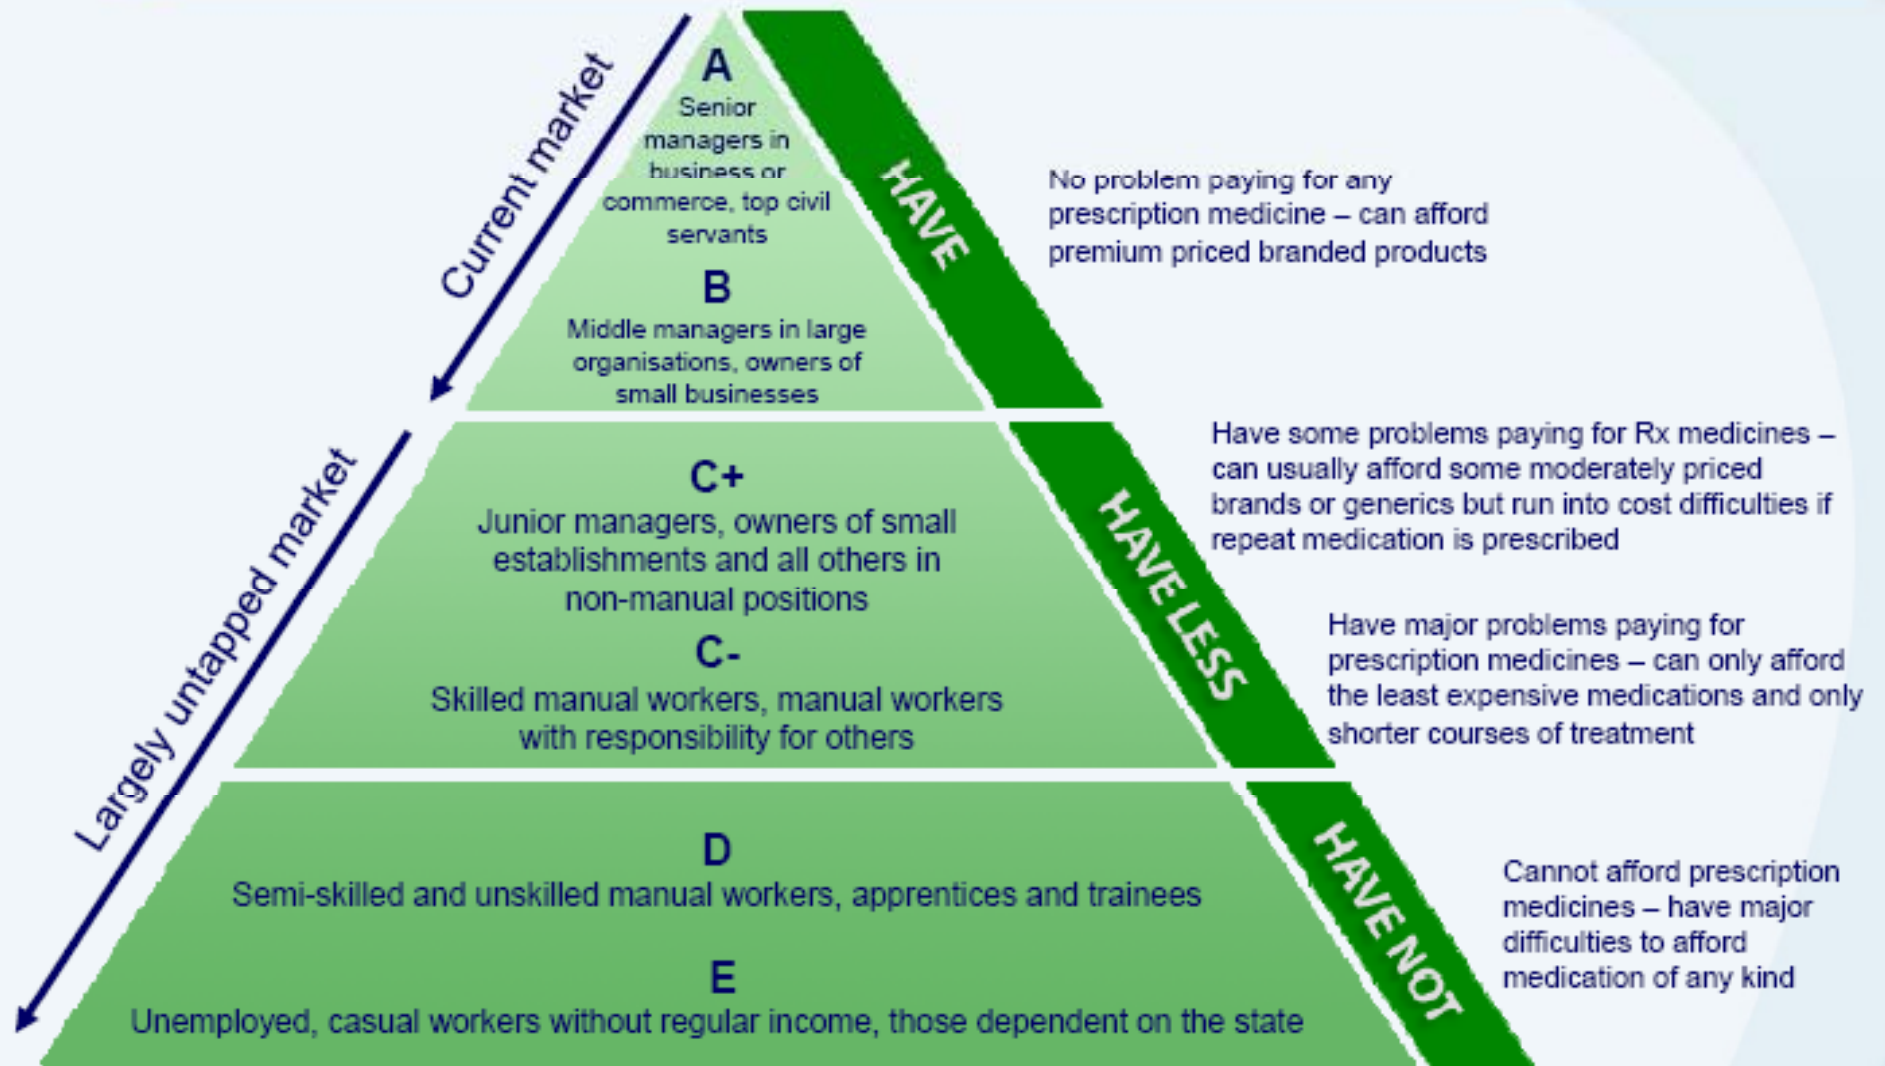 Current market
Largely untapped market
A
Senior
managers in
business or
commerce, top civil
servants
B
Middle managers in large
organisations, owners of
small businesses
HAVE
No problem paying for any
prescription medicine – can afford
premium priced branded products
C+
Junior managers, owners of small
establishments and all others in
non-manual positions
C-
Skilled manual workers, manual workers
with responsibility for others
HAVE LESS
Have some problems paying for Rx medicines –
can usually afford some moderately priced
brands or generics but run into cost difficulties if
repeat medication is prescribed
Have major problems paying for
prescription medicines – can only afford
the least expensive medications and only
shorter courses of treatment
D
Semi-skilled and unskilled manual workers, apprentices and trainees
E
Unemployed, casual workers without regular income, those dependent on the state
HAVE NOT
Cannot afford prescription
medicines – have major
difficulties to afford
medication of any kind